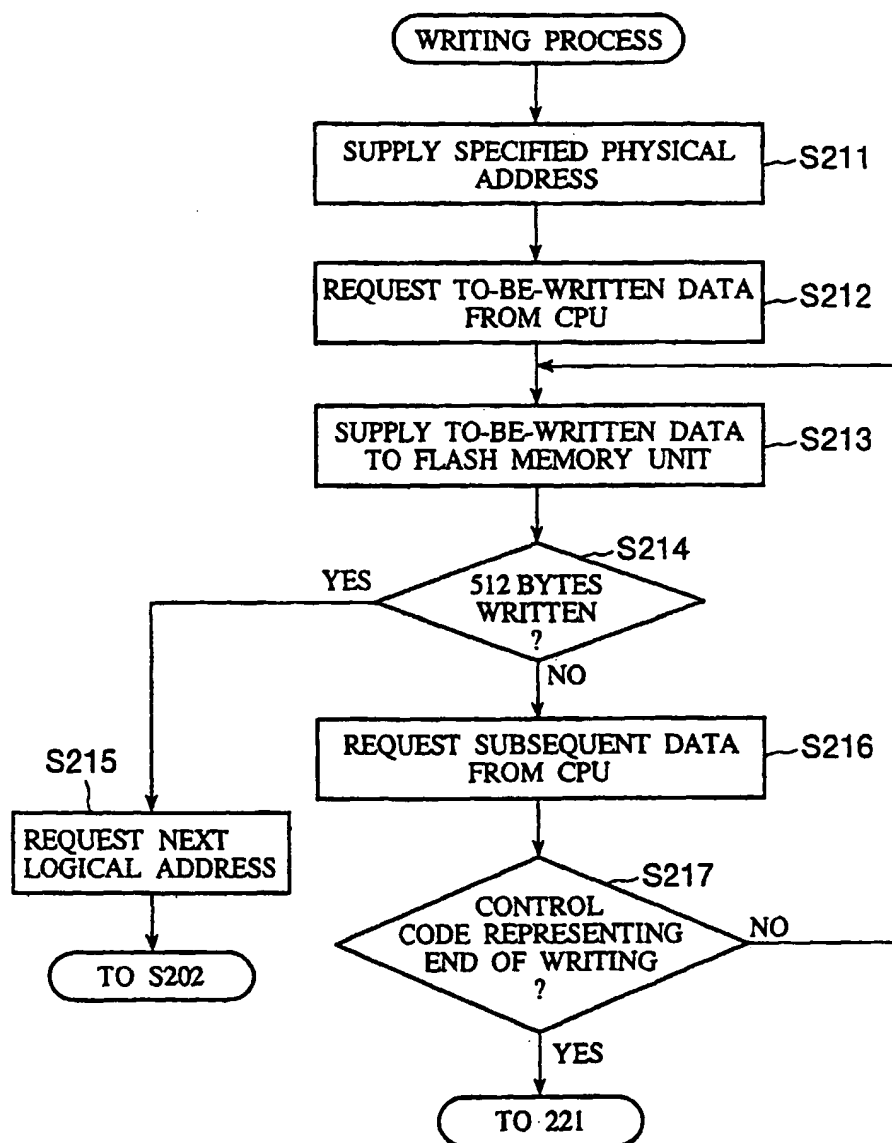 WRITING PROCESS
SUPPLY SPECIFIED PHYSICAL
ADDRESS
S211
REQUEST TO-BE-WRITTEN DATA
FROM CPU
S212
SUPPLY TO-BE-WRITTEN DATA
TO FLASH MEMORY UNIT
S213
S214
YES
512 BYTES
WRITTEN
?
NO
REQUEST SUBSEQUENT DATA
FROM CPU
S216
S215
REQUEST NEXT
LOGICAL ADDRESS
TO S202
S217
CONTROL
CODE REPRESENTING
END OF WRITING
?
NO
YES
TO 221